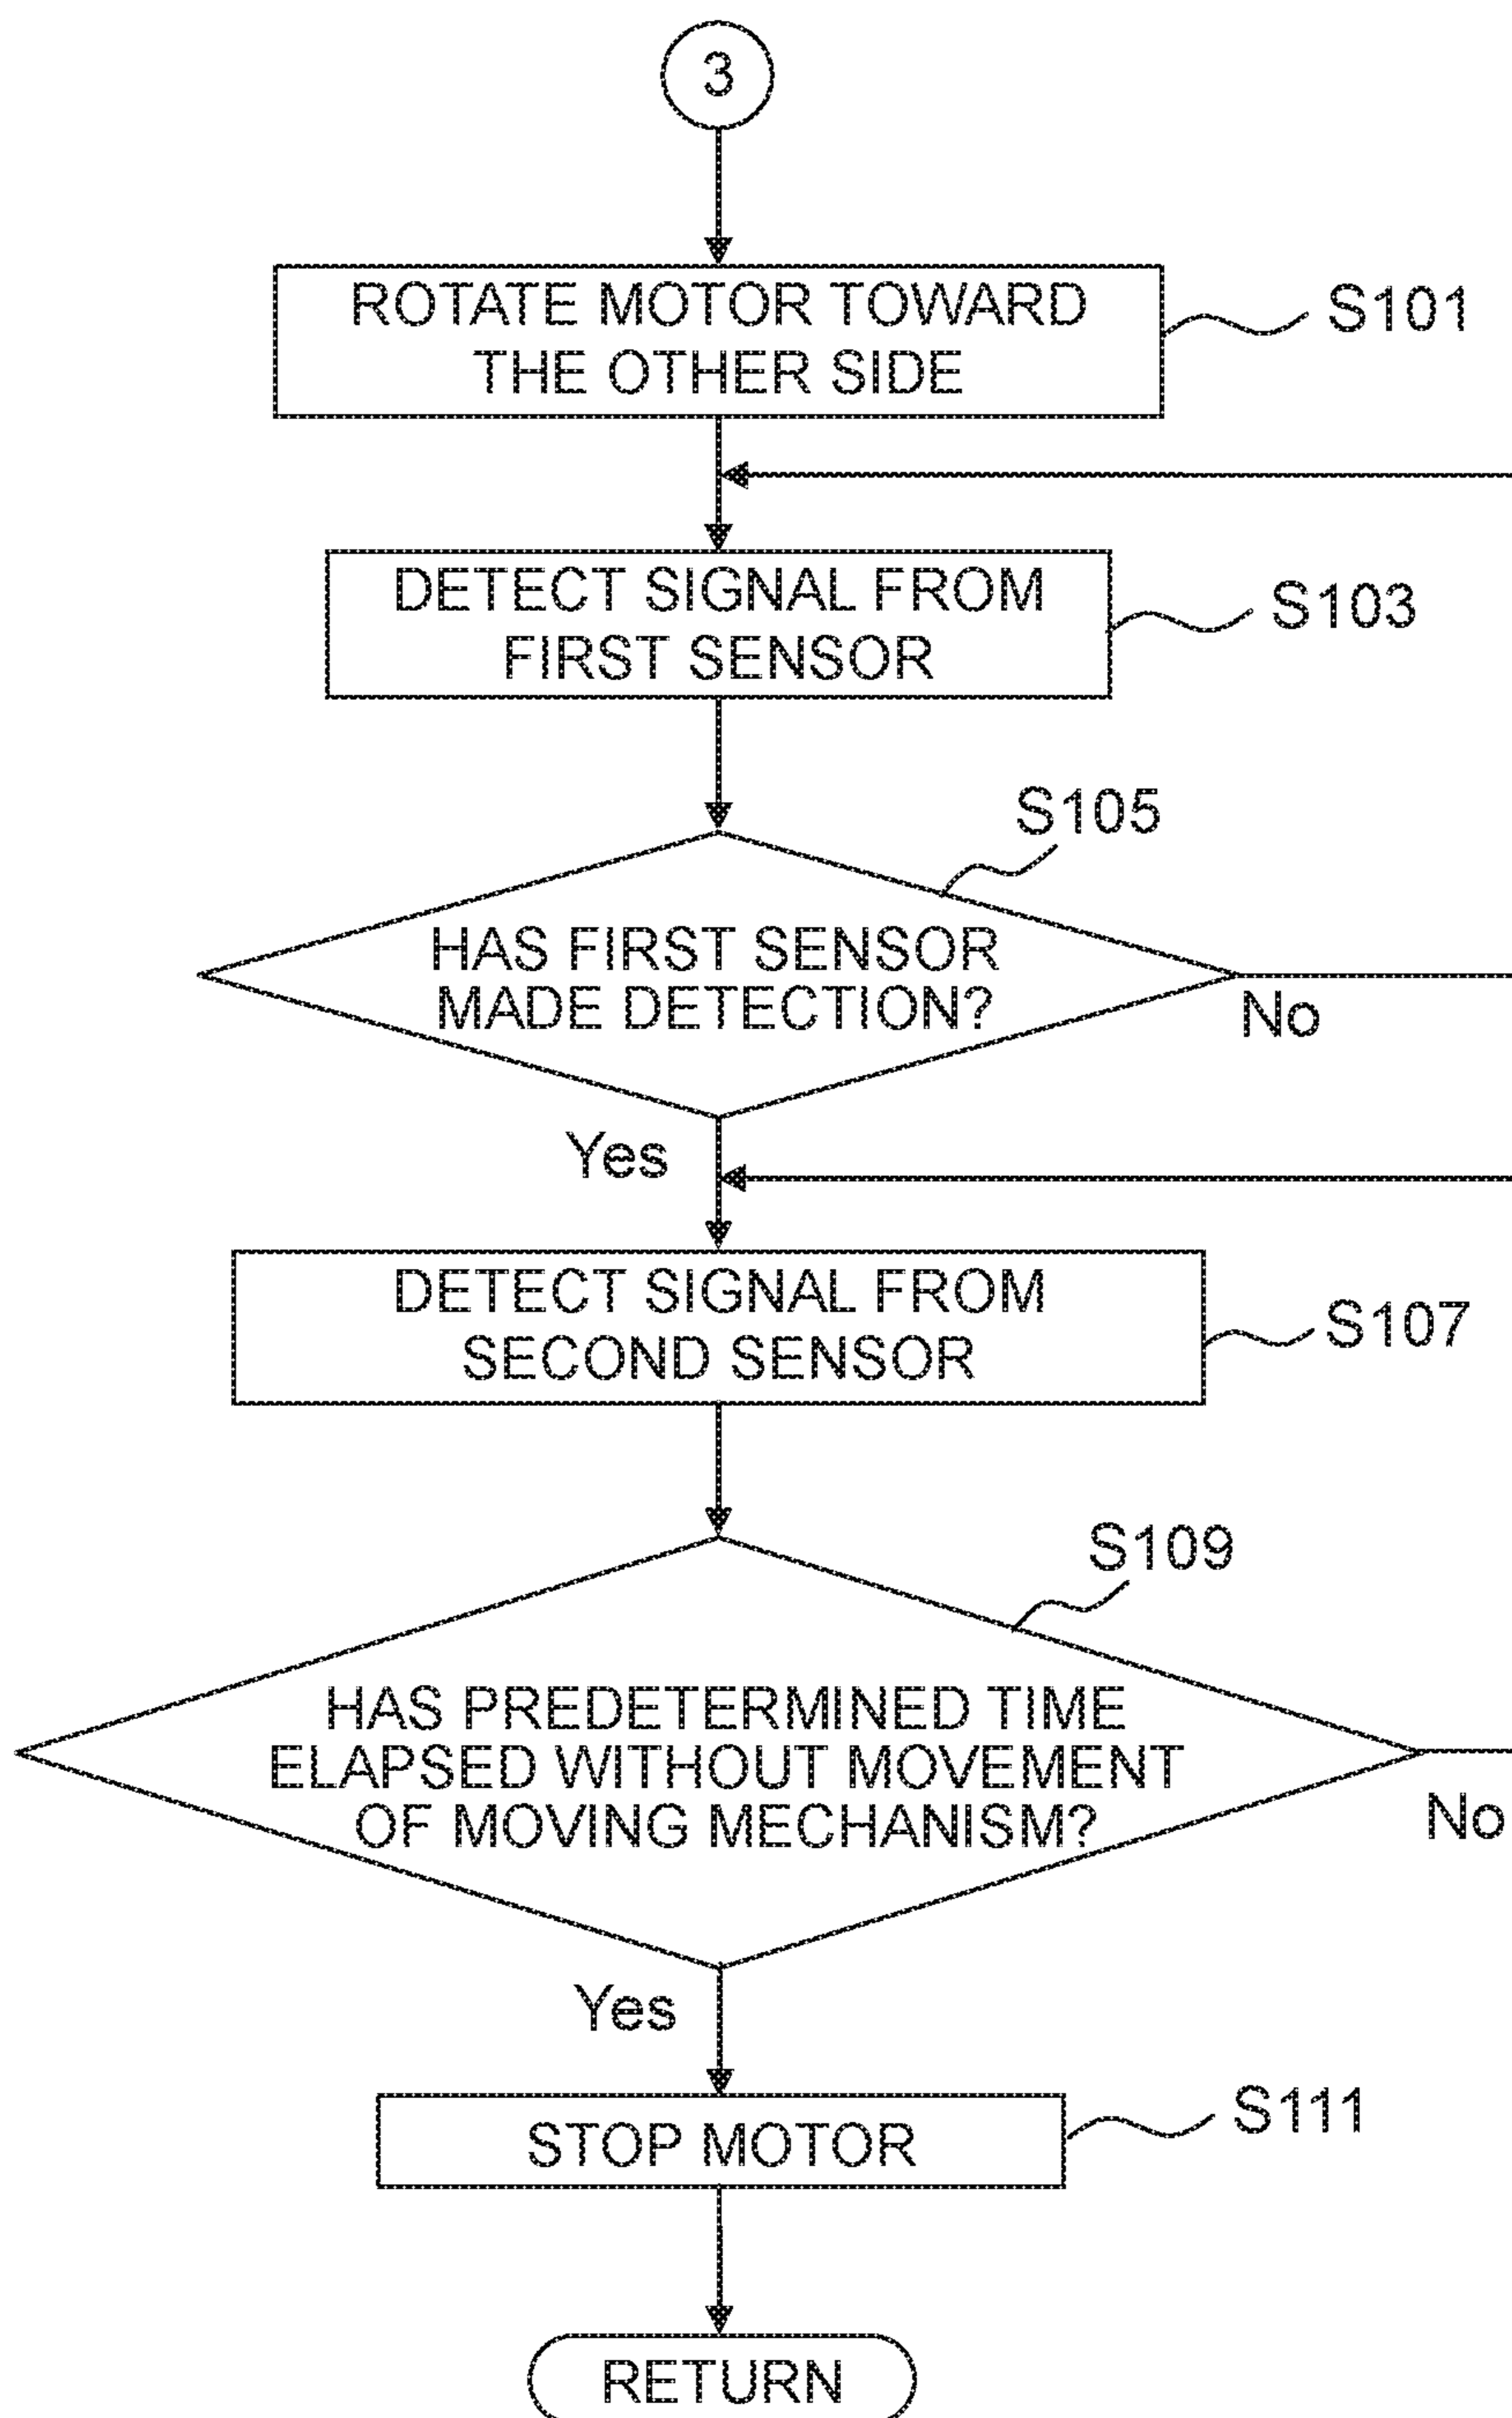 3
ROTATE MOTOR TOWARD
THE OTHER SIDE
S101
DETECT SIGNAL FROM
FIRST SENSOR
S103
S105
HAS FIRST SENSOR
MADE DETECTION?
No
Yes
DETECT SIGNAL FROM
SECOND SENSOR
S107
S109
HAS PREDETERMINED TIME
ELAPSED WITHOUT MOVEMENT
OF MOVING MECHANISM?
No
Yes
STOP MOTOR
S111
RETURN